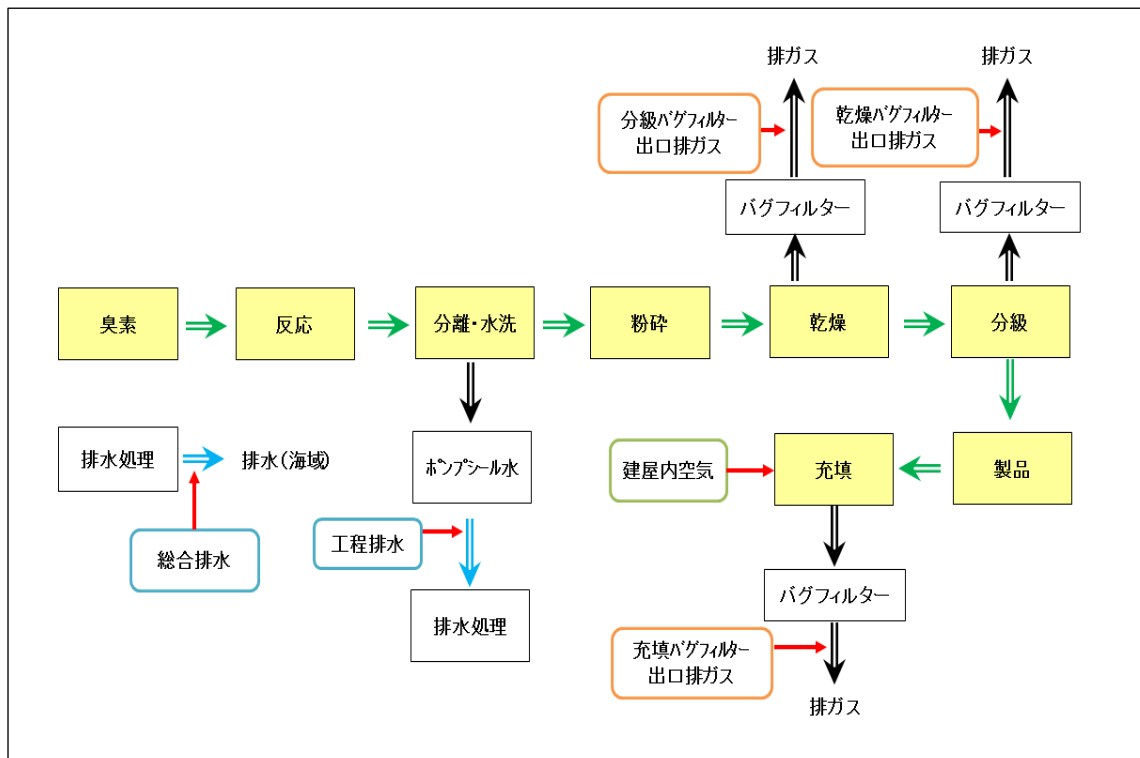 排ガス
排ガス
分級バグフィルター
出口排ガス
乾燥バグフィルター
出口排ガス
バグフィルター
バグフィルター
臭素
反応
分離・水洗
粉砕
乾燥
分級
排水処理
排水(海域)
ポンプシール水
建屋内空気
充填
製品
総合排水
工程排水
排水処理
バグフィルター
充填バグフィルター
出口排ガス
排ガス